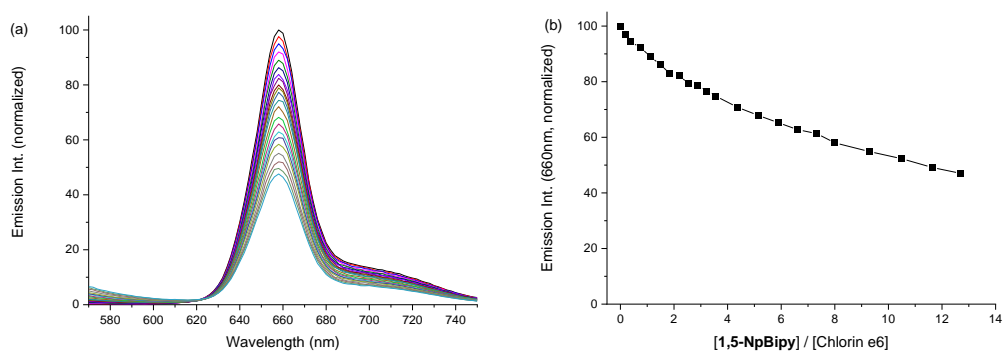 (a)
100
80
60
40
20
0
Emission Int. (normalized)
580 600 620 640 660 680 700 720 740
Wavelength (nm)
(b)
100
80
60
40
20
0
Emission Int. (660nm, normalized)
0 2 4 6 8 10 12 14
[1,5-NpBipy] / [Chlorin e6]